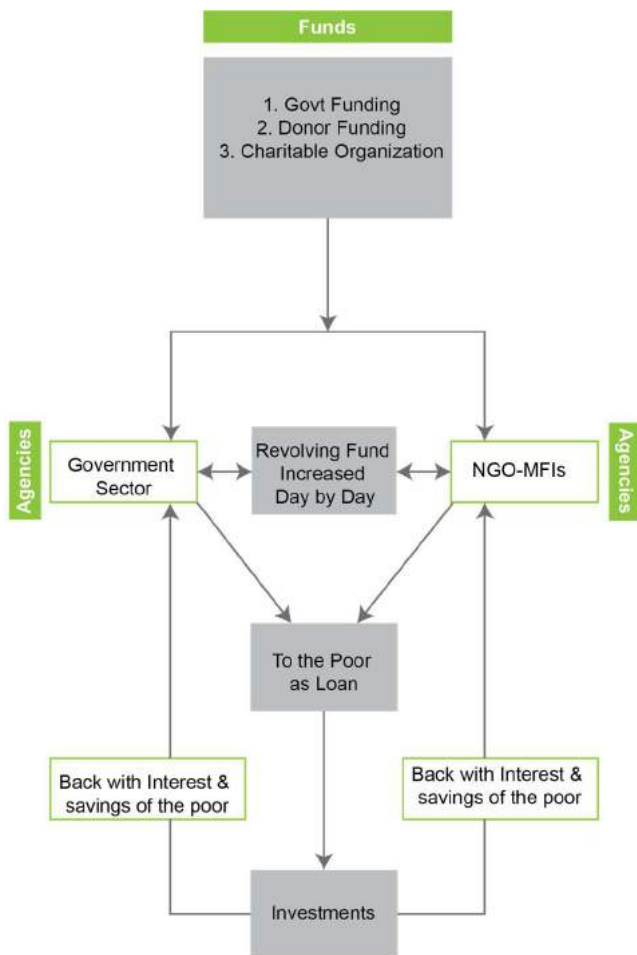 Funds
1. Govt Funding
2. Donor Funding
3. Charitable Organization
Agencies
Government
Sector
Revolving Fund
Increased
Day by Day
NGO-MFIs
Agencies
To the Poor
as Loan
Back with Interest &
savings of the poor
Back with Interest &
savings of the poor
Investments